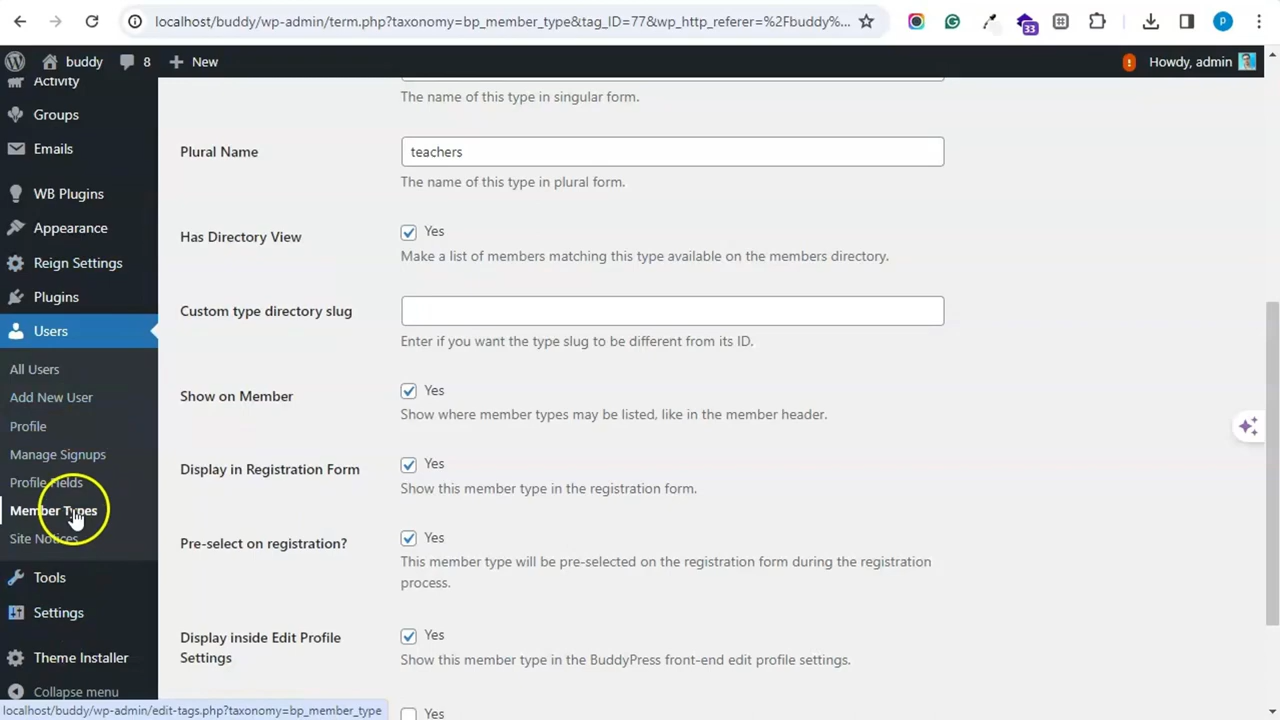 localhost/buddy/wp-admin/term.php?taxonomy=bp_member_type&tag_ID=77&wp_http_referer=%2Fbuddy%2...
33
P
buddy
8
New
Howdy, admin
Activity
Groups
Emails
WB Plugins
Appearance
Reign Settings
Plugins
Users
All Users
Add New User
Profile
Manage Signups
Profile Fields
Member Types
Site Notices
Tools
Settings
Theme Installer
Collapse menu
The name of this type in singular form.
Plural Name
teachers
The name of this type in plural form.
Has Directory View
Yes
Make a list of members matching this type available on the members directory.
Custom type directory slug
Enter if you want the type slug to be different from its ID.
Show on Member
Yes
Show where member types may be listed, like in the member header.
Display in Registration Form
Yes
Show this member type in the registration form.
Pre-select on registration?
Yes
This member type will be pre-selected on the registration form during the registration
process.
Display inside Edit Profile
Settings
Yes
Show this member type in the BuddyPress front-end edit profile settings.
Yes
localhost/buddy/wp-admin/edit-tags.php?taxonomy=bp_member_type